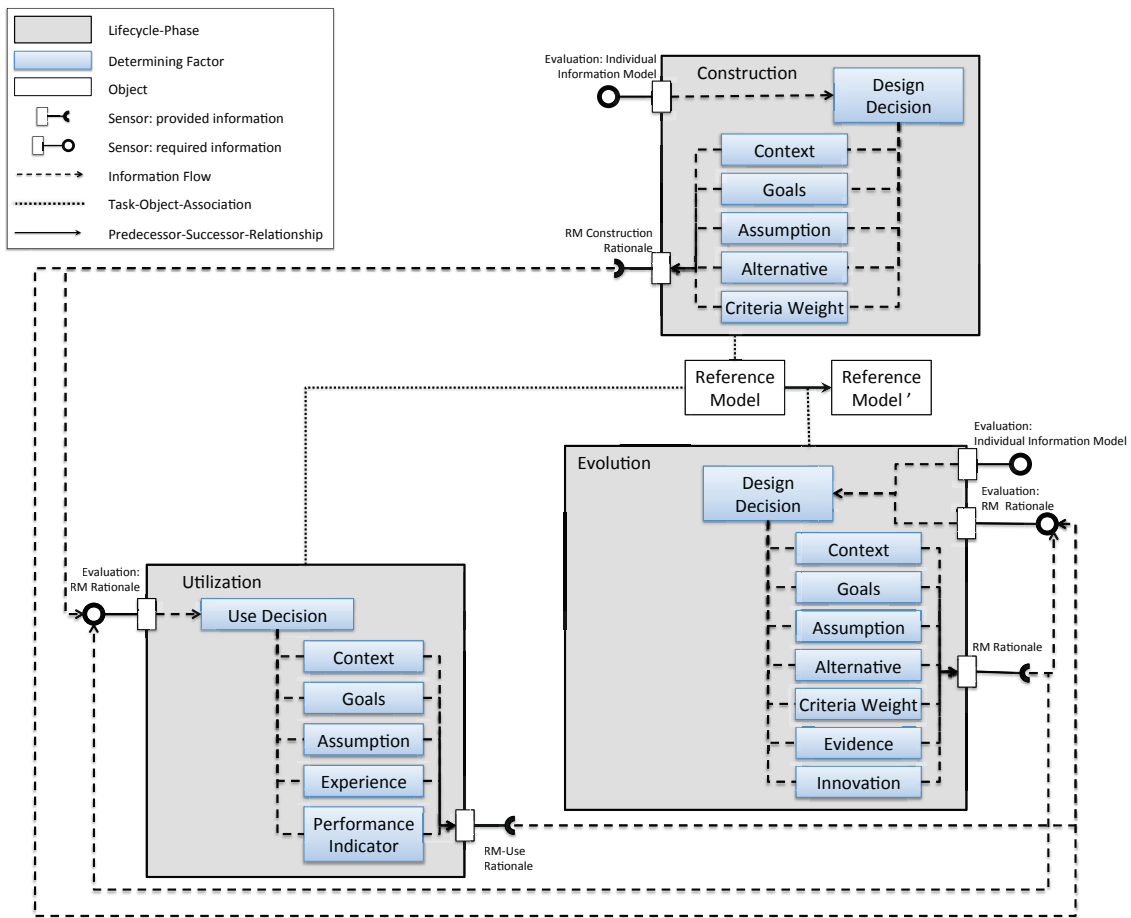 Lifecycle-Phase
Determining Factor
Object
Sensor: provided information
Sensor: required information
Information Flow
Task-Object-Association
Predecessor-Successor-Relationship
Evaluation: Individual
Information Model
Construction
Design
Decision
Context
Goals
Assumption
Alternative
Criteria Weight
RM Construction
Rationale
Reference
Model
Reference
Model ’
Evolution
Design
Decision
Evaluation:
Individual Information Model
Evaluation:
RM Rationale
Context
Goals
Assumption
Alternative
Criteria Weight
Evidence
Innovation
RM Rationale
Evaluation:
RM Rationale
Utilization
Use Decision
Context
Goals
Assumption
Experience
Performance
Indicator
RM-Use
Rationale